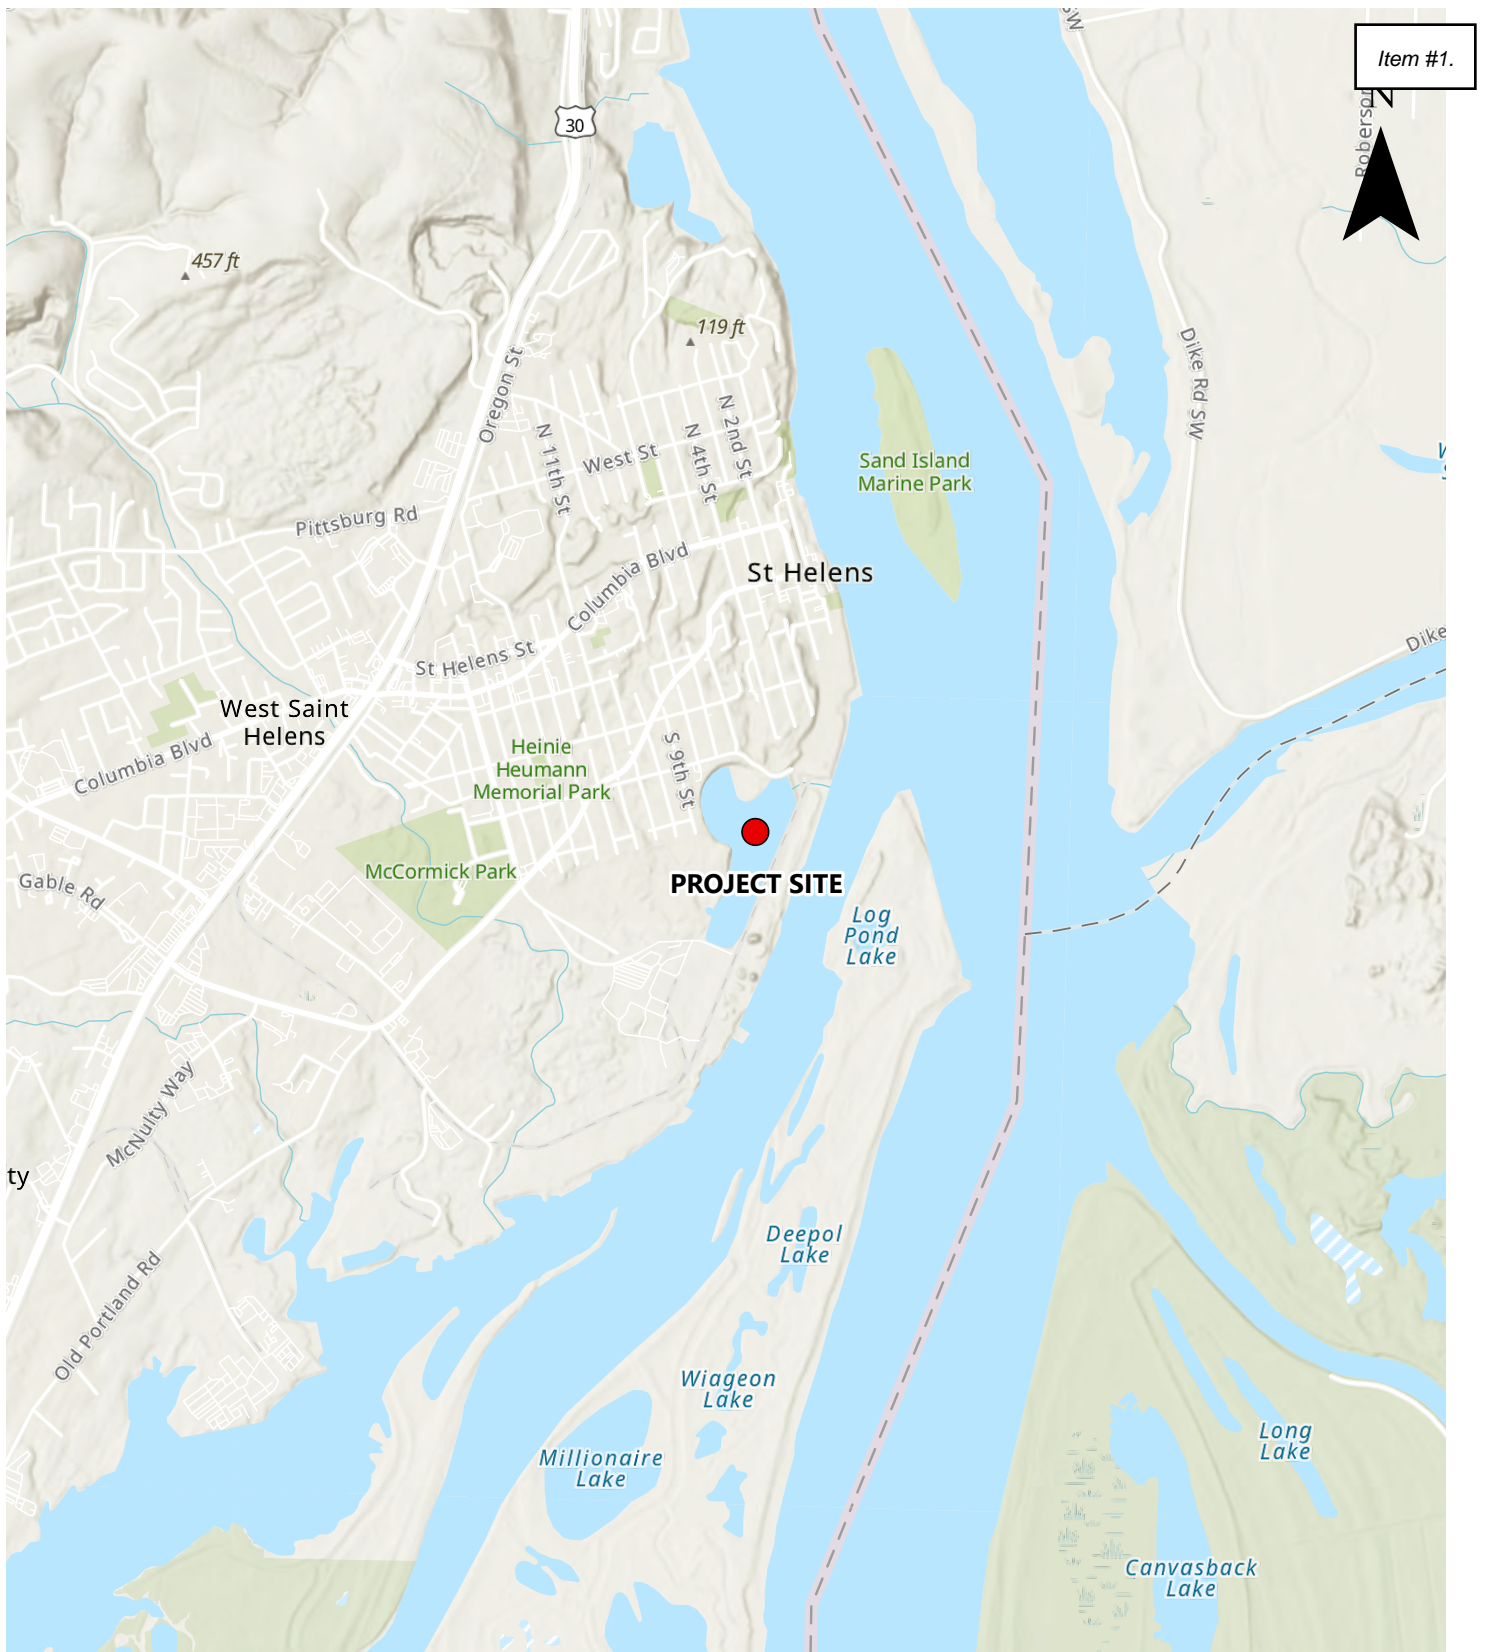 SW
Item #1.
N
Roberson
30
457 ft
119 ft
Oregon St
Dike Rd SW
N 2nd St
N 4th St
N 11th St
West St
Sand Island
Marine Park
Pittsburg Rd
Columbia Blvd
St Helens
St Helens St
Dike
West Saint
Helens
Columbia Blvd
Heinie
Heumann
Memorial Park
S 9th St
McCormick Park
Gable Rd
PROJECT SITE
Log
Pond
Lake
McNulty Way
ty
Deepol
Lake
Old Portland Rd
Wiageon
Lake
Millionaire
Lake
Long
Lake
Canvasback
Lake